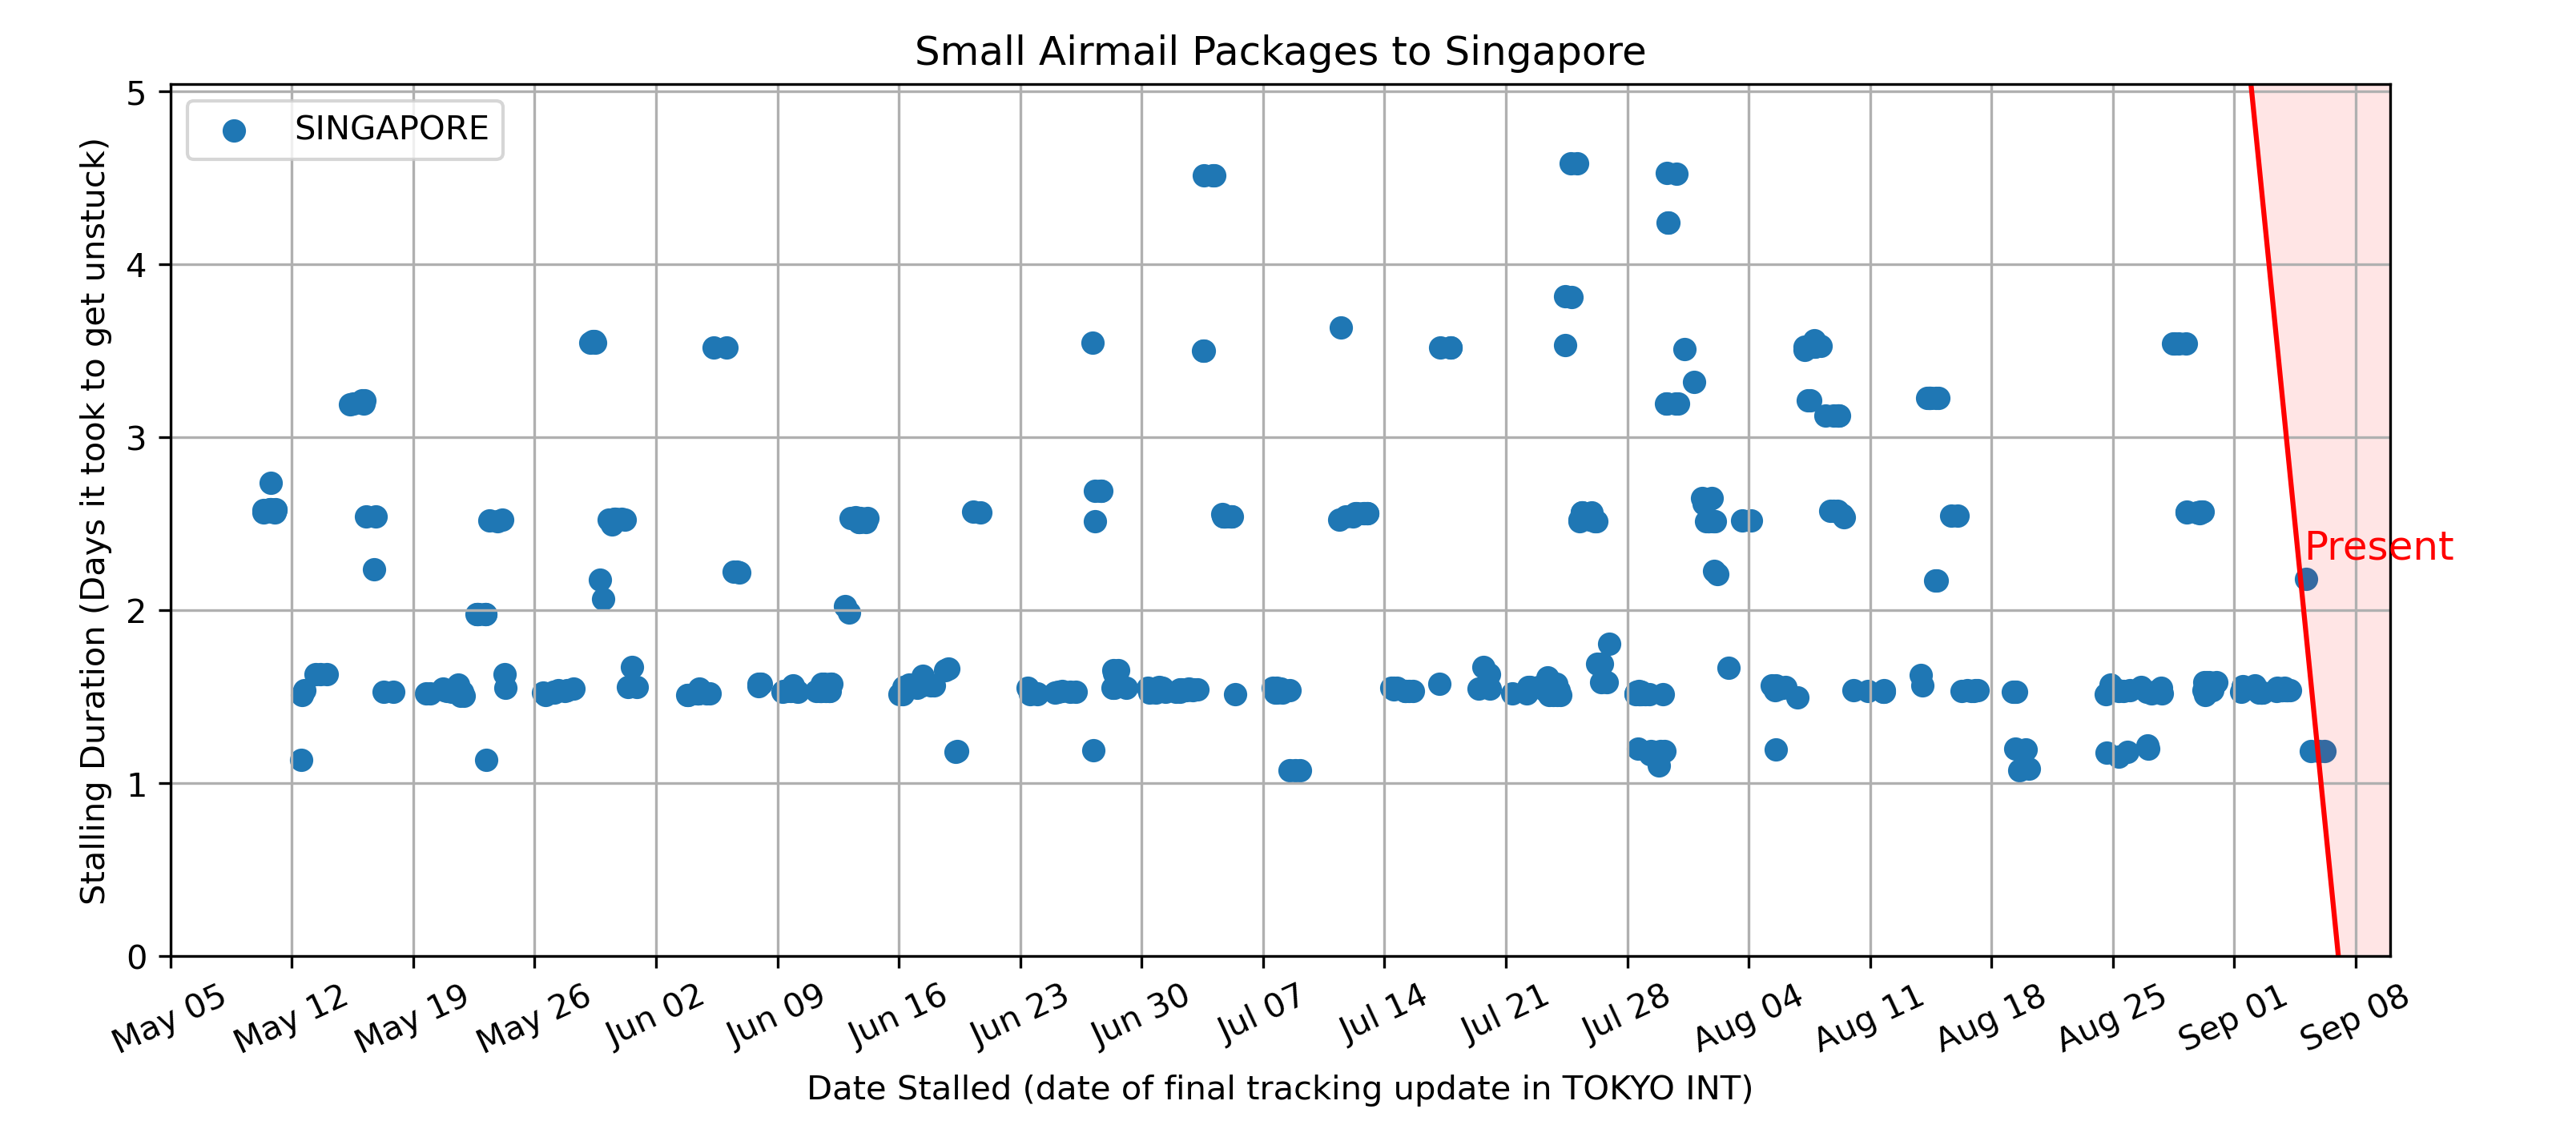 Small Airmail Packages to Singapore
SINGAPORE
Stalling Duration (Days it took to get unstuck)
5
4
3
2
1
0
Present
May 05
May 12
May 19
May 26
Jun 02
Jun 09
Jun 16
Jun 23
Jun 30
Jul 07
Jul 14
Jul 21
Jul 28
Aug 04
Aug 11
Aug 18
Aug 25
Sep 01
Sep 08
Date Stalled (date of final tracking update in TOKYO INT)